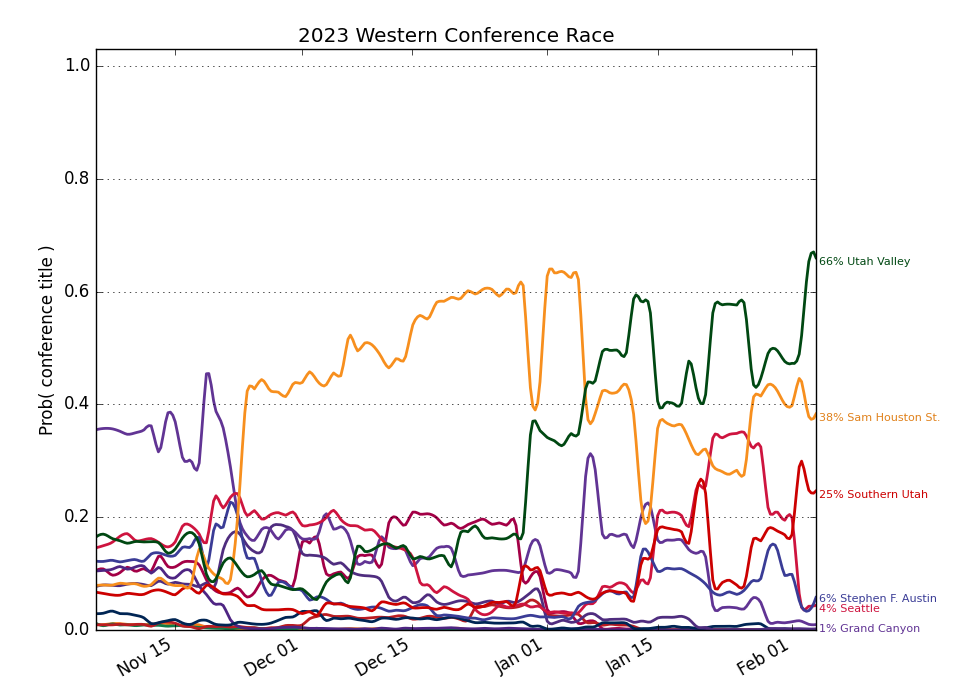 2023 Western Conference Race
Prob( conference title )
1.0
0.8
0.6
0.4
0.2
0.0
66% Utah Valley
38% Sam Houston St.
25% Southern Utah
6% Stephen F. Austin
4% Seattle
1% Grand Canyon
Nov 15
Dec 01
Dec 15
Jan 01
Jan 15
Feb 01